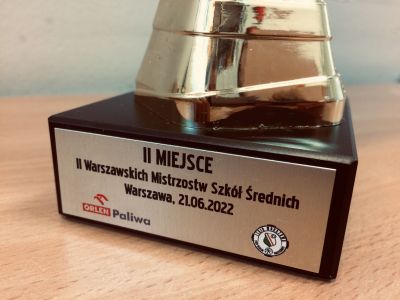 II MIEJSCE
II Warszawskich Mistrzostw Szkół Średnich
Warszawa, 21.06.2022
ORLEN Paliwa